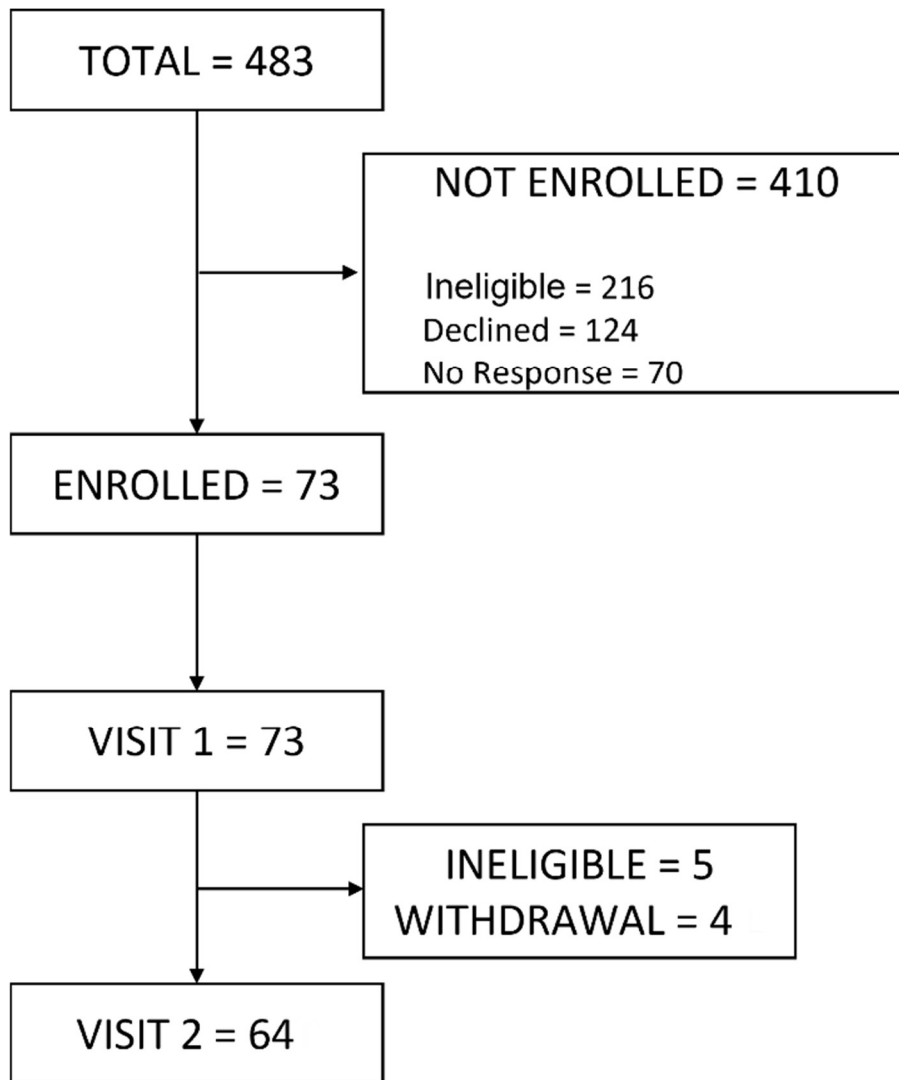 TOTAL = 483
NOT ENROLLED = 410
Ineligible = 216
Declined = 124
No Response = 70
ENROLLED = 73
VISIT 1 = 73
INELIGIBLE = 5
WITHDRAWAL = 4
VISIT 2 = 64